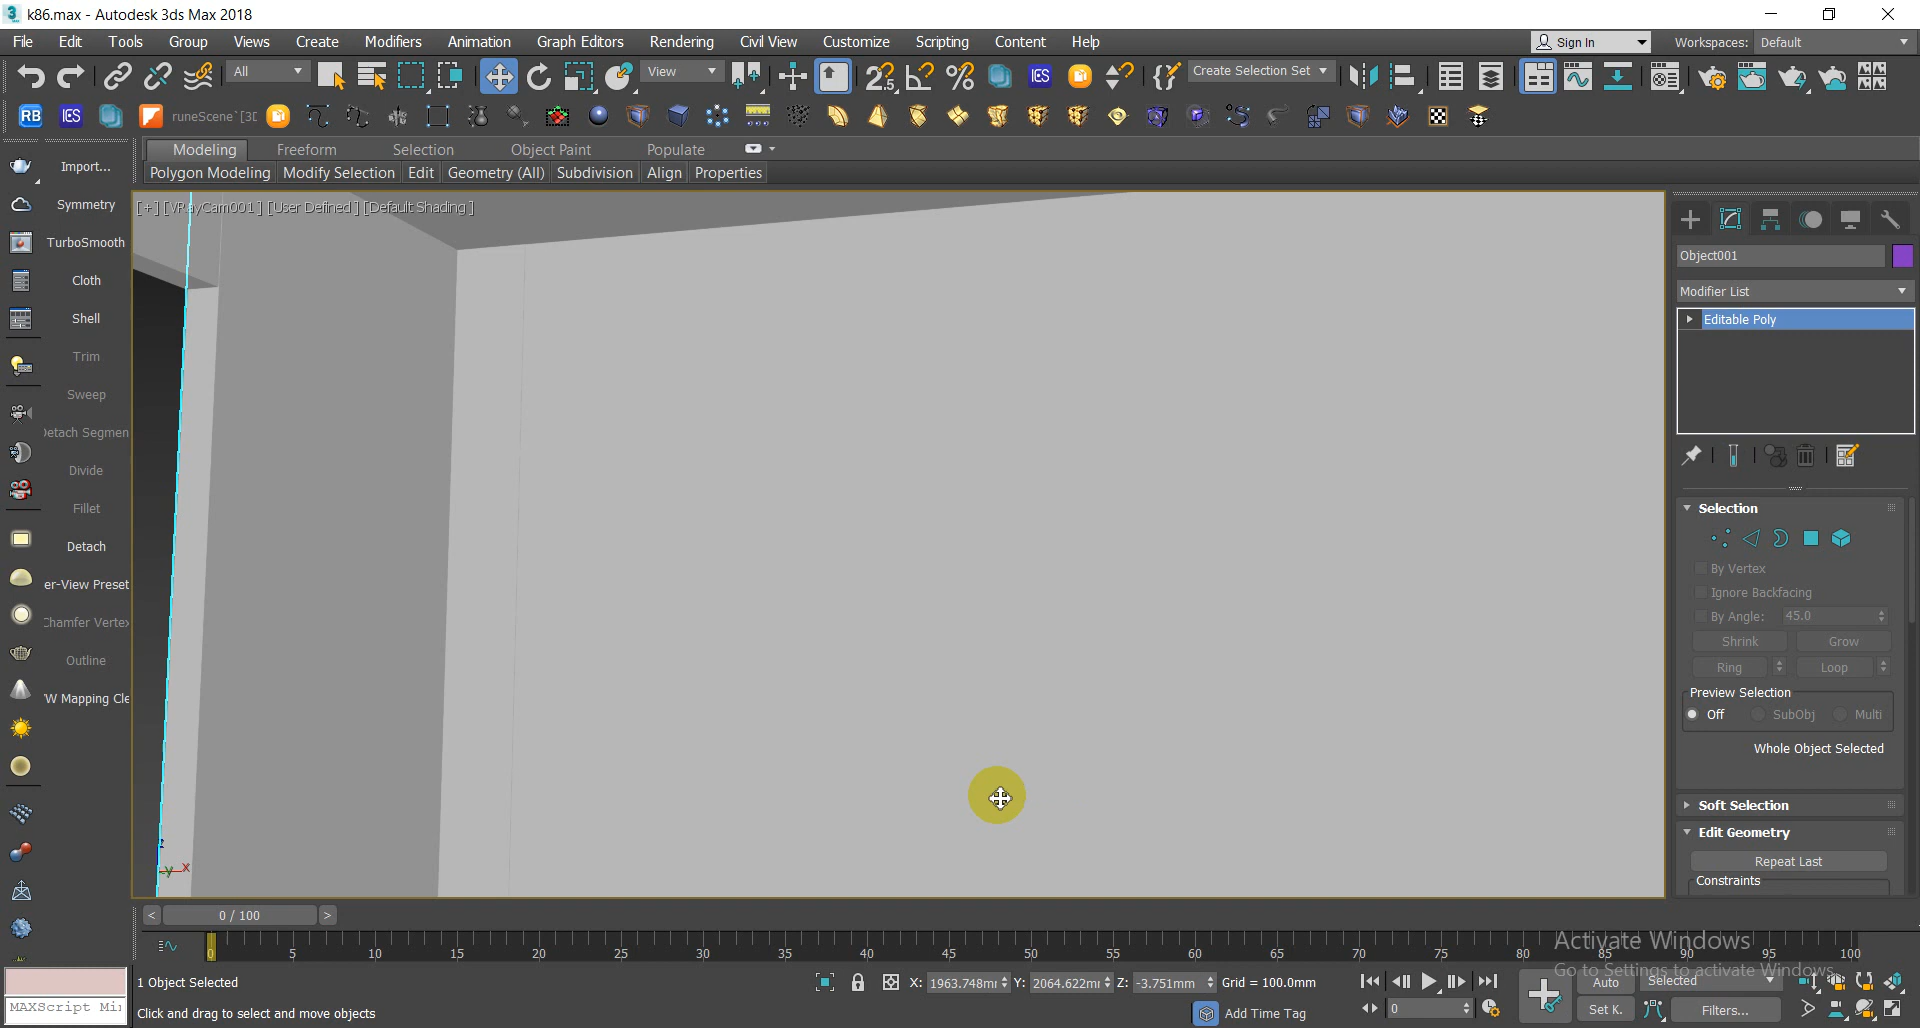 k86.max - Autodesk 3ds Max 2018
File Edit Tools Group Views Create Modifiers Animation Graph Editors Rendering Civil View Customize Scripting Content Help
Sign In Workspaces: Default
All View Create Selection Set
RB runeScene`[3D
Modeling Freeform Selection Object Paint Populate
Polygon Modeling Modify Selection Edit Geometry (All) Subdivision Align Properties
Import...
Symmetry
TurboSmooth
Cloth
Shell
Trim
Sweep
Detach Segmen
Divide
Fillet
Detach
er-View Preset
Chamfer Vertex
Outline
'W Mapping Cle
[+] [VRayCam001] [User Defined] [Default Shading]
z
y x
Object001
Modifier List
Editable Poly
Selection
By Vertex
Ignore Backfacing
By Angle: 45.0
Shrink Grow
Ring Loop
Preview Selection
Off SubObj Multi
Whole Object Selected
Soft Selection
Edit Geometry
Repeat Last
Constraints
< 0 / 100 >
0 5 10 15 20 25 30 35 40 45 50 55 60 65 70 75 80 85 90 95 100
Activate Windows
Go to Settings to activate Windows.
1 Object Selected
X: 1963.748m Y: 2064.622m Z: -3.751mm Grid = 100.0mm
Auto Selected
MAXScript Mi
Click and drag to select and move objects
Add Time Tag
0
Set K. Filters...